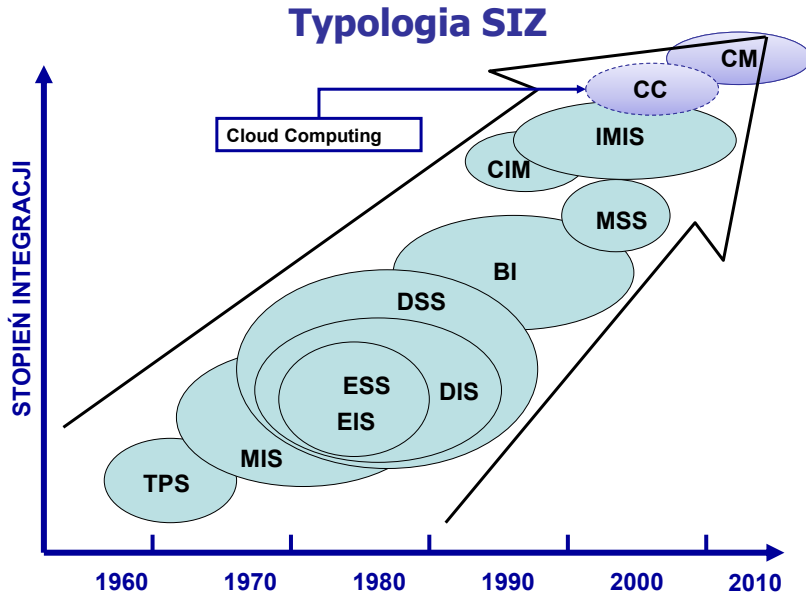 Typologia SIZ
CM
CC
Cloud Computing
IMIS
CIM
MSS
BI
DSS
ESS
DIS
EIS
MIS
TPS
STOPIEŃ INTEGRACJI
1960 1970 1980 1990 2000 2010